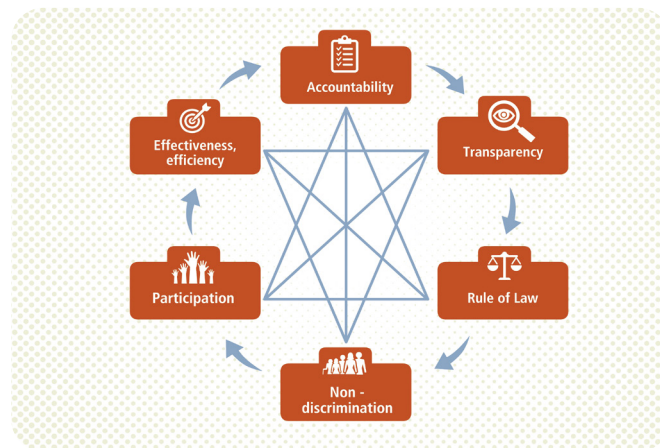 Accountability
Transparency
Rule of Law
Non -
discrimination
Participation
Effectiveness,
efficiency